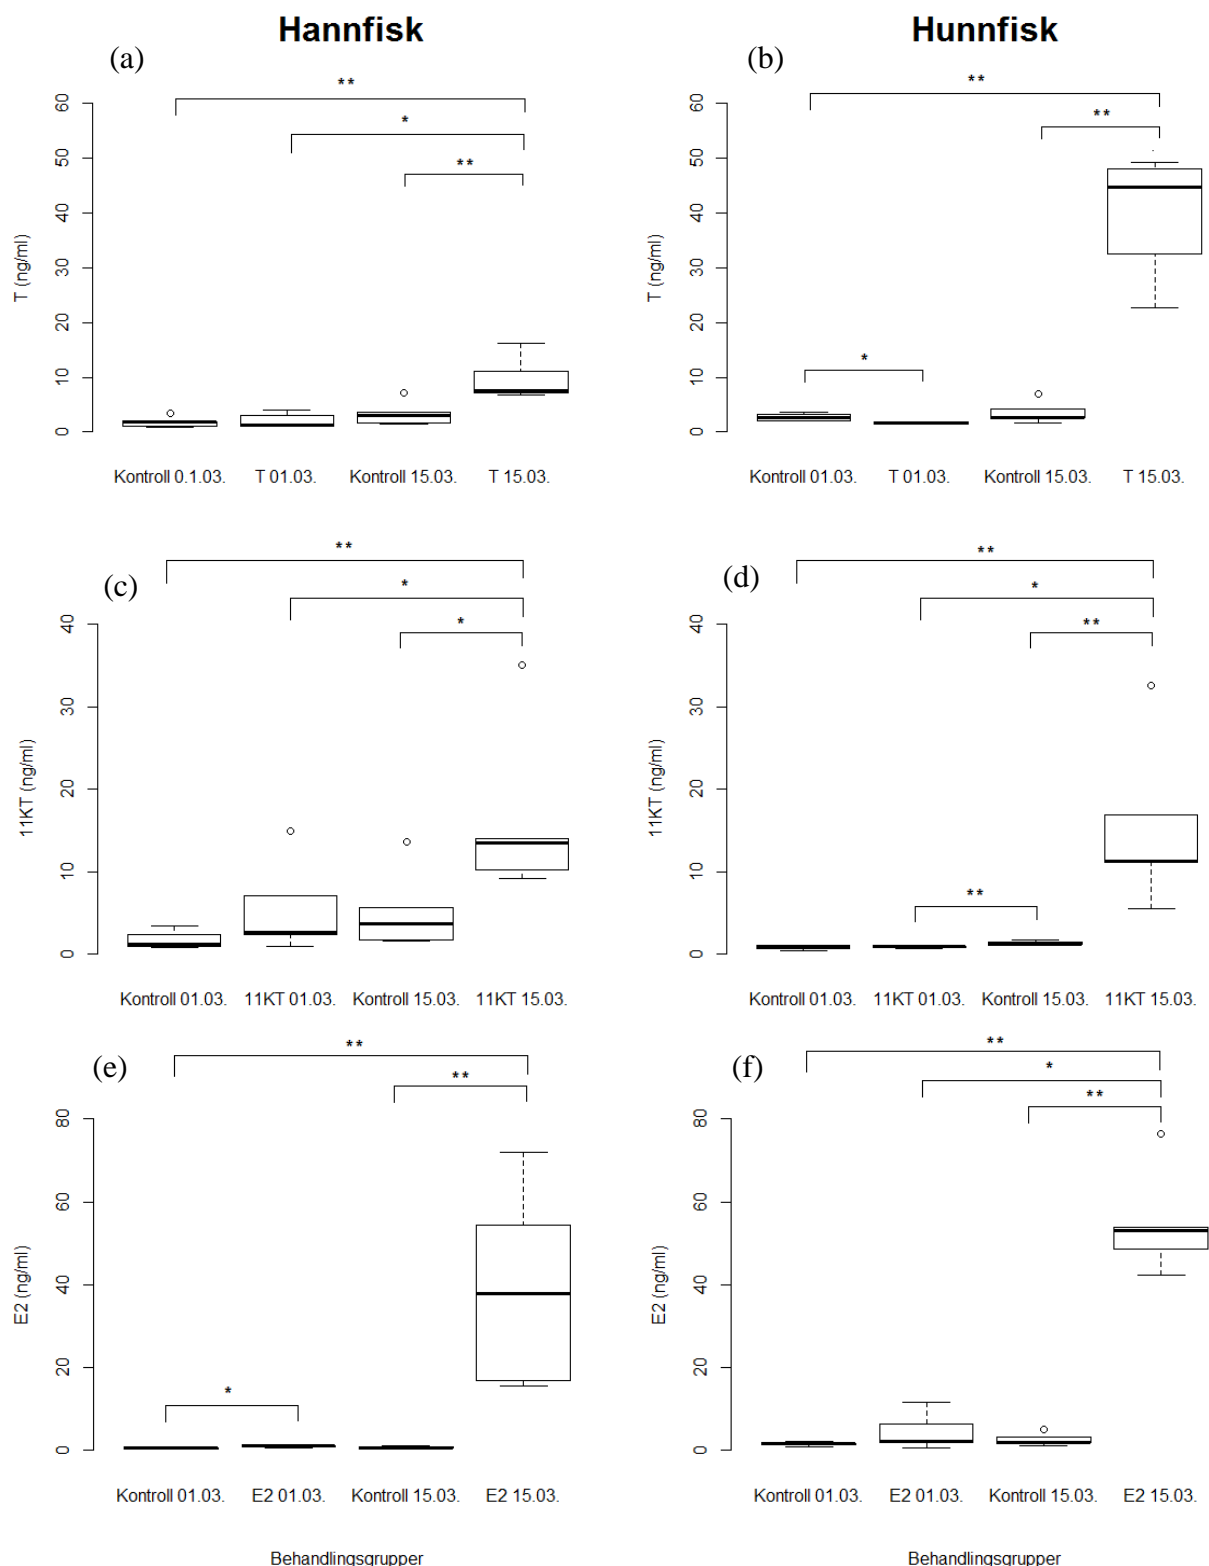 Hannfisk
Hunnfisk
(a)
(b)
**
*
**
**
**
*
T (ng/ml)
0 10 20 30 40 50 60
T (ng/ml)
0 10 20 30 40 50 60
Kontroll 0.1.03. T 01.03. Kontroll 15.03. T 15.03.
Kontroll 01.03. T 01.03. Kontroll 15.03. T 15.03.
(c)
(d)
**
*
*
**
*
**
**
11KT (ng/ml)
0 10 20 30 40
11KT (ng/ml)
0 10 20 30 40
Kontroll 01.03. 11KT 01.03. Kontroll 15.03. 11KT 15.03.
Kontroll 01.03. 11KT 01.03. Kontroll 15.03. 11KT 15.03.
(e)
(f)
**
**
*
**
*
**
E2 (ng/ml)
0 20 40 60 80
E2 (ng/ml)
0 20 40 60 80
Kontroll 01.03. E2 01.03. Kontroll 15.03. E2 15.03.
Kontroll 01.03. E2 01.03. Kontroll 15.03. E2 15.03.
Behandlingsgrupper
Behandlingsgrupper